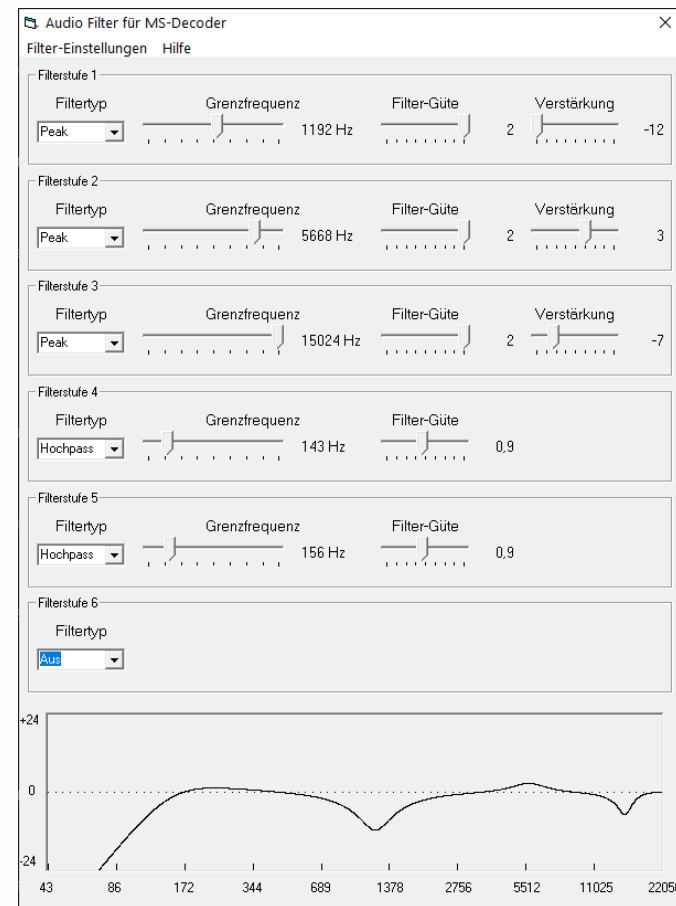 Audio Filter für MS-Decoder
Filter-Einstellungen Hilfe
Filterstufe 1
Filtertyp Grenzfrequenz Filter-Güte Verstärkung
Peak 1192 Hz 2 -12
Filterstufe 2
Filtertyp Grenzfrequenz Filter-Güte Verstärkung
Peak 5668 Hz 2 3
Filterstufe 3
Filtertyp Grenzfrequenz Filter-Güte Verstärkung
Peak 15024 Hz 2 -7
Filterstufe 4
Filtertyp Grenzfrequenz Filter-Güte
Hochpass 143 Hz 0,9
Filterstufe 5
Filtertyp Grenzfrequenz Filter-Güte
Hochpass 156 Hz 0,9
Filterstufe 6
Filtertyp
Aus
+24
0
-24
43 86 172 344 689 1378 2756 5512 11025 22050